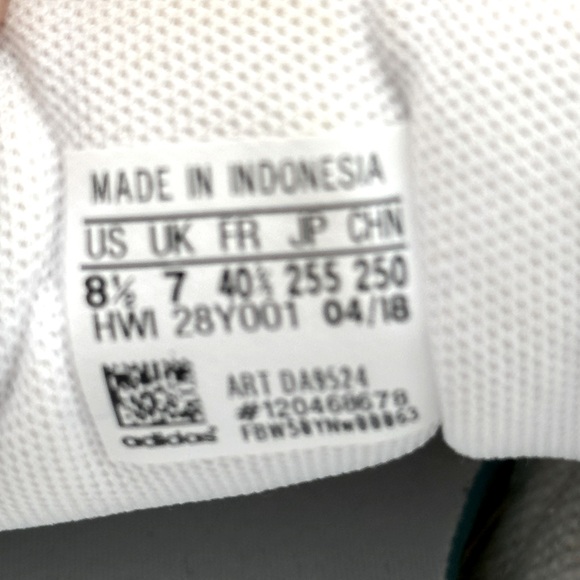 MADE IN INDONESIA
US UK FR JP CHN
8½ 7 40⅔ 255 250
HWI 28Y001 04/18
ART DA9524
#120468678
adidas